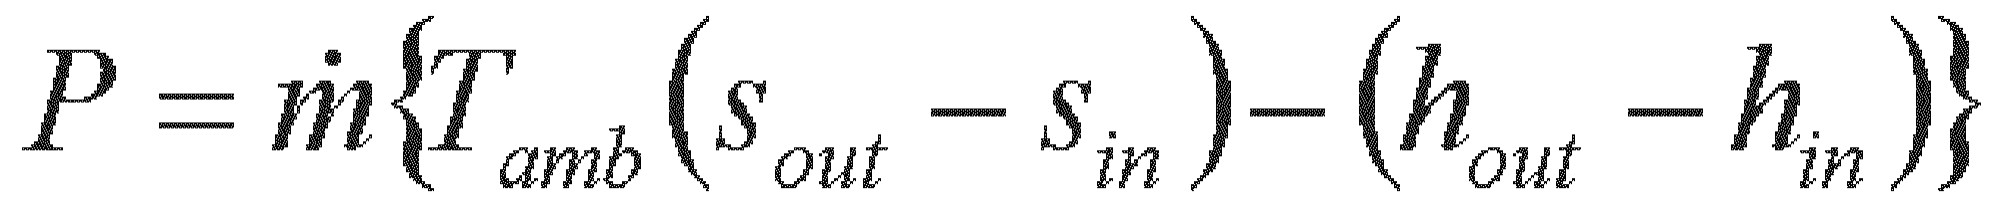 P = ṁ{T_amb (s_out − s_in) − (h_out − h_in)}